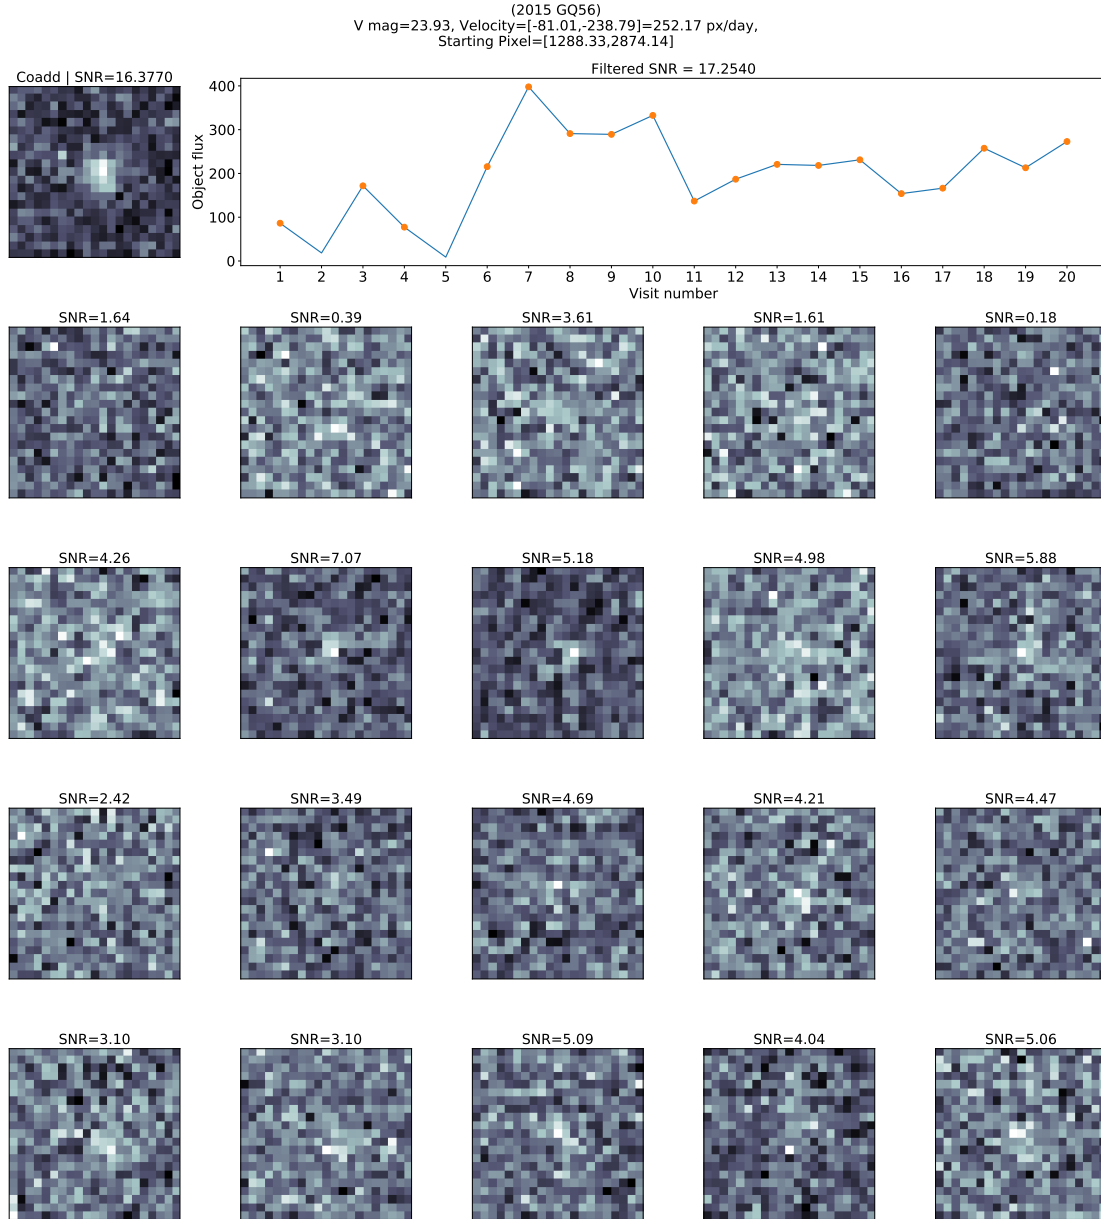 (2015 GQ56)
V mag=23.93, Velocity=[-81.01,-238.79]=252.17 px/day,
Starting Pixel=[1288.33,2874.14]
Coadd | SNR=16.3770
Filtered SNR = 17.2540
Object flux
400
300
200
100
0
1 2 3 4 5 6 7 8 9 10 11 12 13 14 15 16 17 18 19 20
Visit number
SNR=1.64 SNR=0.39 SNR=3.61 SNR=1.61 SNR=0.18
SNR=4.26 SNR=7.07 SNR=5.18 SNR=4.98 SNR=5.88
SNR=2.42 SNR=3.49 SNR=4.69 SNR=4.21 SNR=4.47
SNR=3.10 SNR=3.10 SNR=5.09 SNR=4.04 SNR=5.06